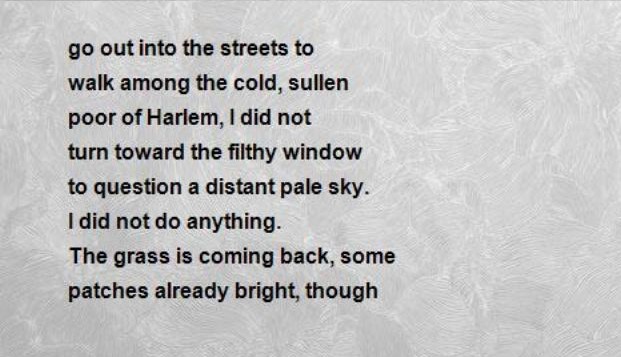 go out into the streets to
walk among the cold, sullen
poor of Harlem, I did not
turn toward the filthy window
to question a distant pale sky.
I did not do anything.
The grass is coming back, some
patches already bright, though